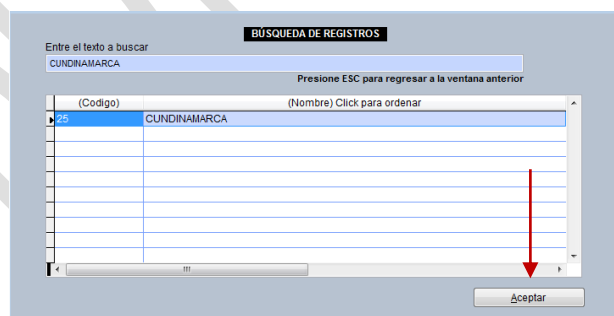 BÚSQUEDA DE REGISTROS
Entre el texto a buscar
CUNDINAMARCA
Presione ESC para regresar a la ventana anterior
(Codigo) (Nombre) Click para ordenar
25 CUNDINAMARCA
Aceptar